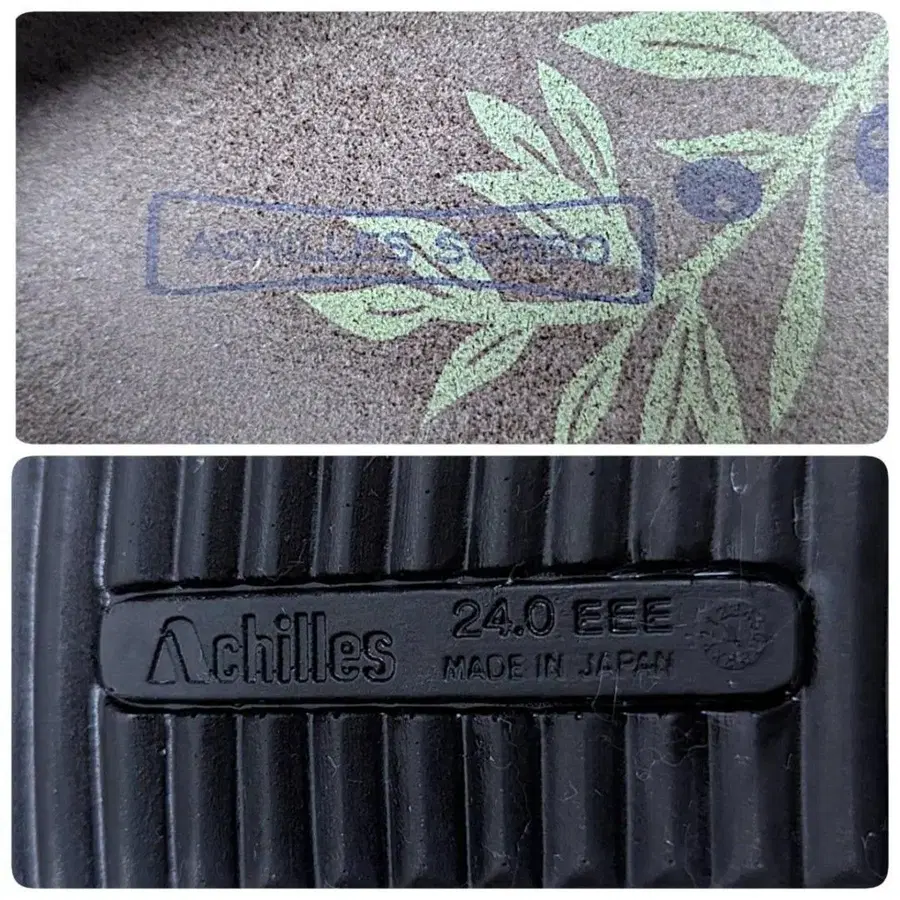 ACHILLES SORBO
Achilles
24.0 EEE
MADE IN JAPAN